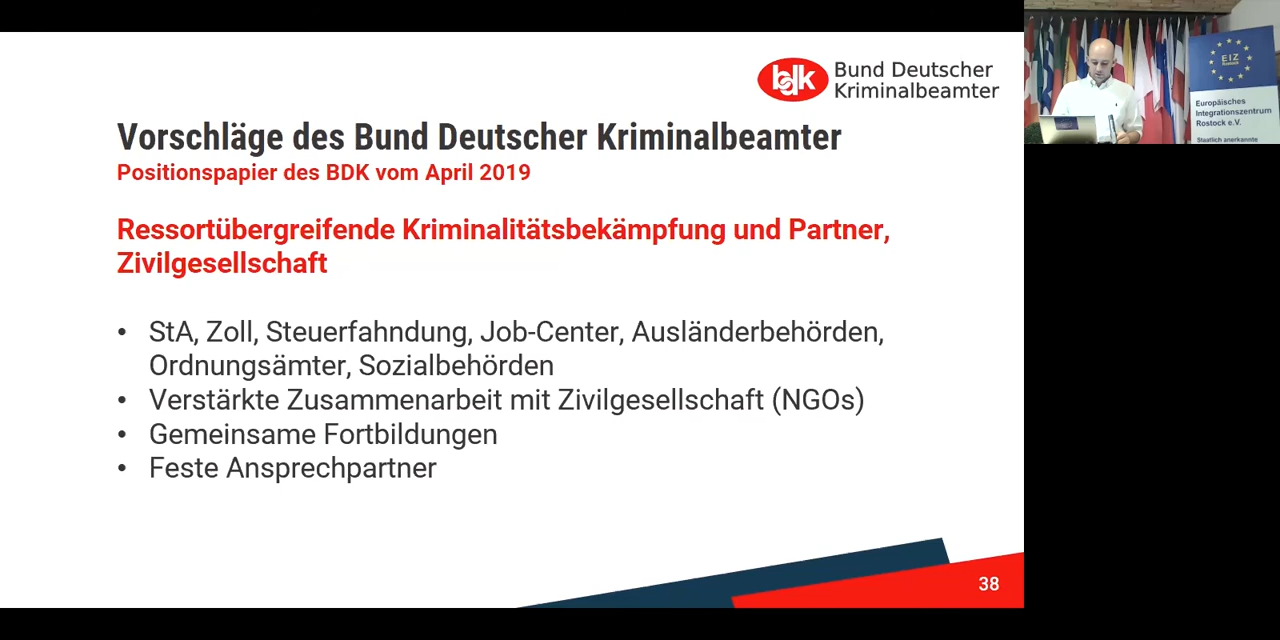 bdk Bund Deutscher
Kriminalbeamter
Vorschläge des Bund Deutscher Kriminalbeamter
Positionspapier des BDK vom April 2019
Ressortübergreifende Kriminalitätsbekämpfung und Partner,
Zivilgesellschaft
• StA, Zoll, Steuerfahndung, Job-Center, Ausländerbehörden,
Ordnungsämter, Sozialbehörden
• Verstärkte Zusammenarbeit mit Zivilgesellschaft (NGOs)
• Gemeinsame Fortbildungen
• Feste Ansprechpartner
38
EIZ
Rostock
Europäisches
Integrationszentrum
Rostock e.V.
Staatlich anerkannte